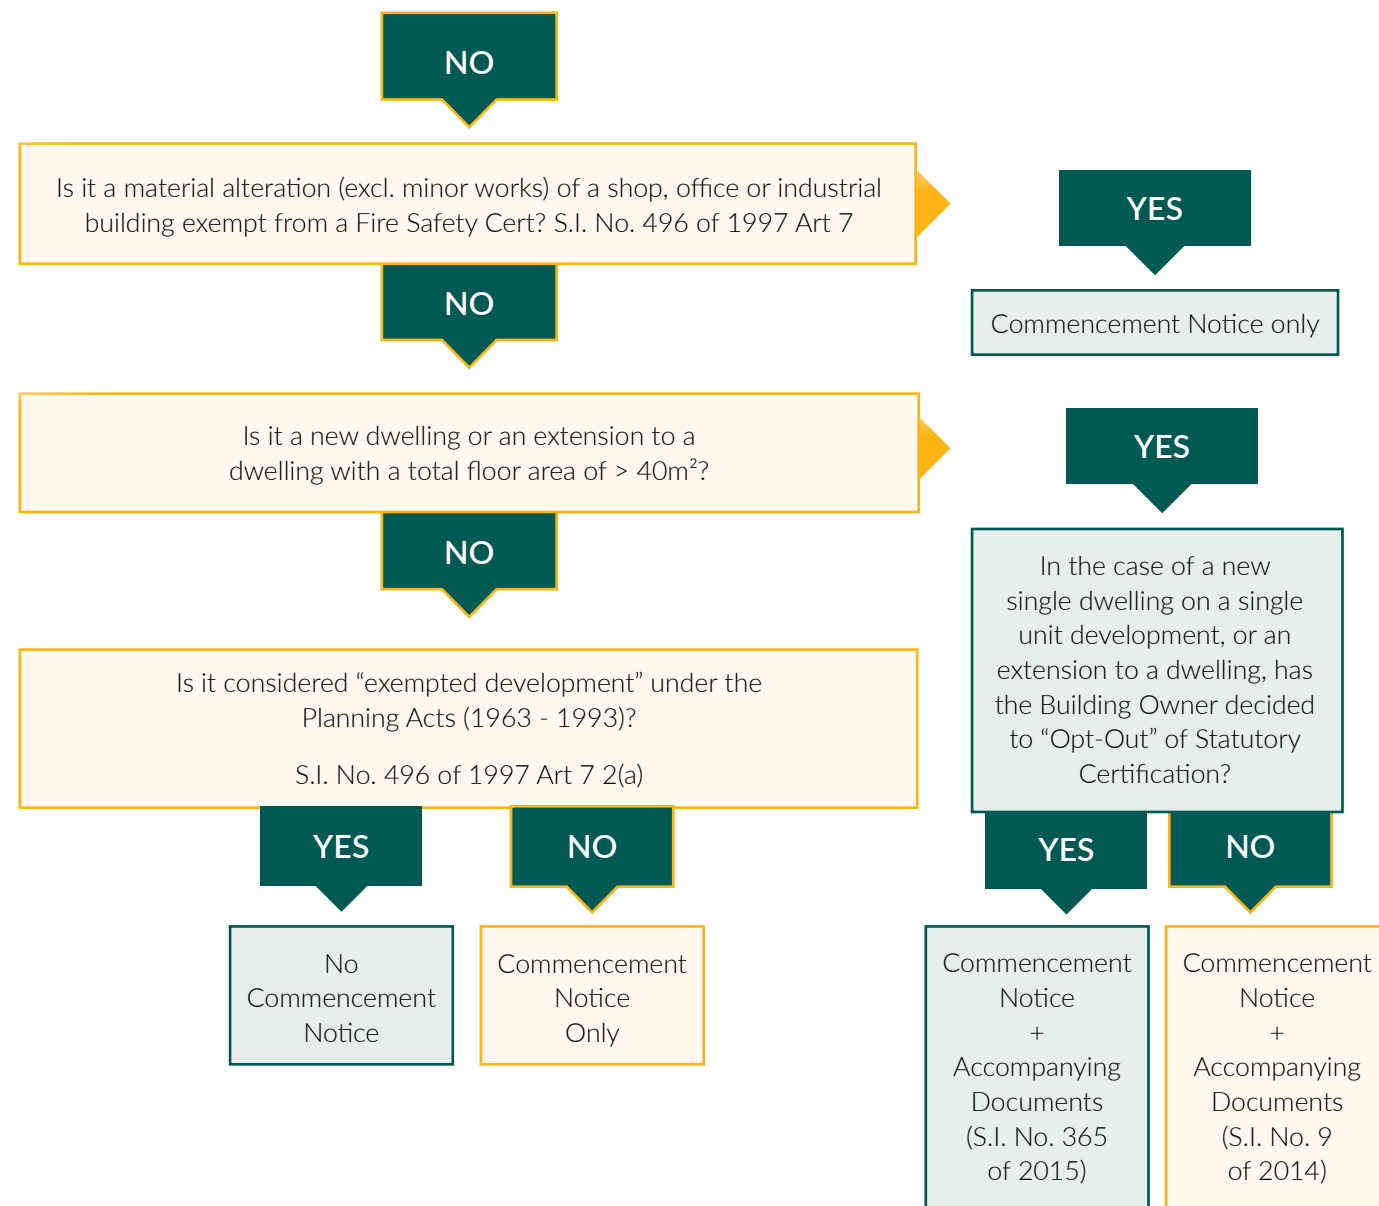 NO
Is it a material alteration (excl. minor works) of a shop, office or industrial
building exempt from a Fire Safety Cert? S.I. No. 496 of 1997 Art 7
YES
Commencement Notice only
NO
Is it a new dwelling or an extension to a
dwelling with a total floor area of > 40m²?
YES
In the case of a new
single dwelling on a single
unit development, or an
extension to a dwelling, has
the Building Owner decided
to “Opt-Out” of Statutory
Certification?
NO
Is it considered “exempted development” under the
Planning Acts (1963 - 1993)?
S.I. No. 496 of 1997 Art 7 2(a)
YES
No
Commencement
Notice
NO
Commencement
Notice
Only
YES
Commencement
Notice
+
Accompanying
Documents
(S.I. No. 365
of 2015)
NO
Commencement
Notice
+
Accompanying
Documents
(S.I. No. 9
of 2014)